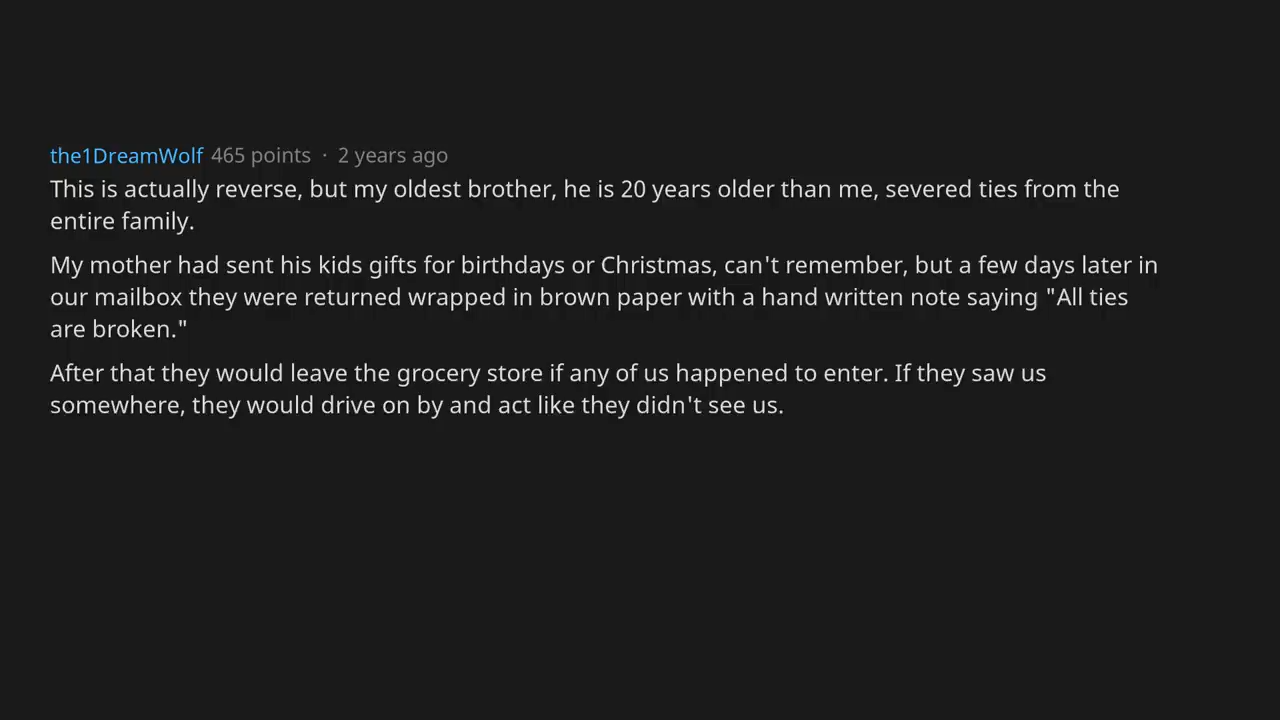 the1DreamWolf 465 points · 2 years ago
This is actually reverse, but my oldest brother, he is 20 years older than me, severed ties from the
entire family.
My mother had sent his kids gifts for birthdays or Christmas, can't remember, but a few days later in
our mailbox they were returned wrapped in brown paper with a hand written note saying "All ties
are broken."
After that they would leave the grocery store if any of us happened to enter. If they saw us
somewhere, they would drive on by and act like they didn't see us.